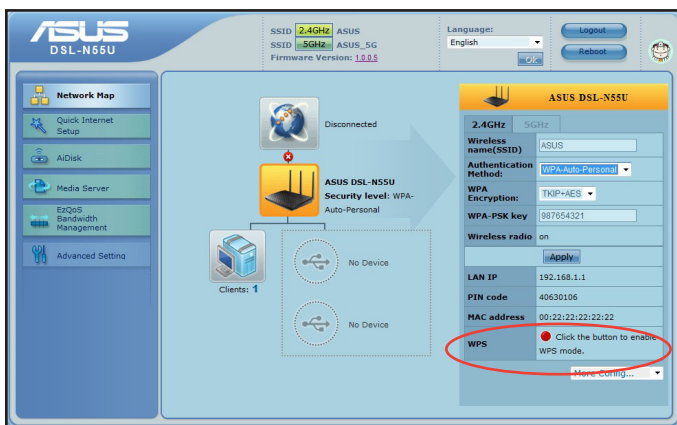 ASUS
DSL-N55U
SSID 2.4GHz ASUS
SSID 5GHz ASUS_5G
Firmware Version: 1.0.0.5
Language:
English
OK
Logout
Reboot
Network Map
Quick Internet
Setup
AiDisk
Media Server
EzQoS
Bandwidth
Management
Advanced Setting
Disconnected
ASUS DSL-N55U
Security level: WPA-
Auto-Personal
Clients: 1
No Device
No Device
ASUS DSL-N55U
2.4GHz 5GHz
Wireless
name(SSID) ASUS
Authentication
Method: WPA-Auto-Personal
WPA
Encryption: TKIP+AES
WPA-PSK key 987654321
Wireless radio on
Apply
LAN IP 192.168.1.1
PIN code 40630106
MAC address 00:22:22:22:22:22
WPS Click the button to enable
WPS mode.
More Config...